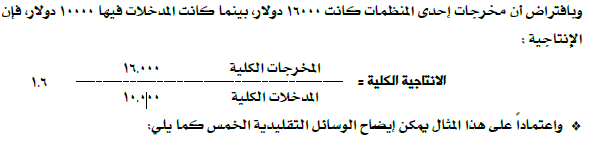 وبافتراض أن مخرجات إحدى المنظمات كانت ١٦٠٠٠ دولار، بينما كانت المدخلات فيها ١٠٠٠٠ دولار، فإن
الإنتاجية :
المخرجات الكلية ١٦.٠٠٠
الانتاجية الكلية = ١.٦
المدخلات الكلية ١٠.٠٠٠
❖ واعتماداً على هذا المثال يمكن إيضاح الوسائل التقليدية الخمس كما يلي: